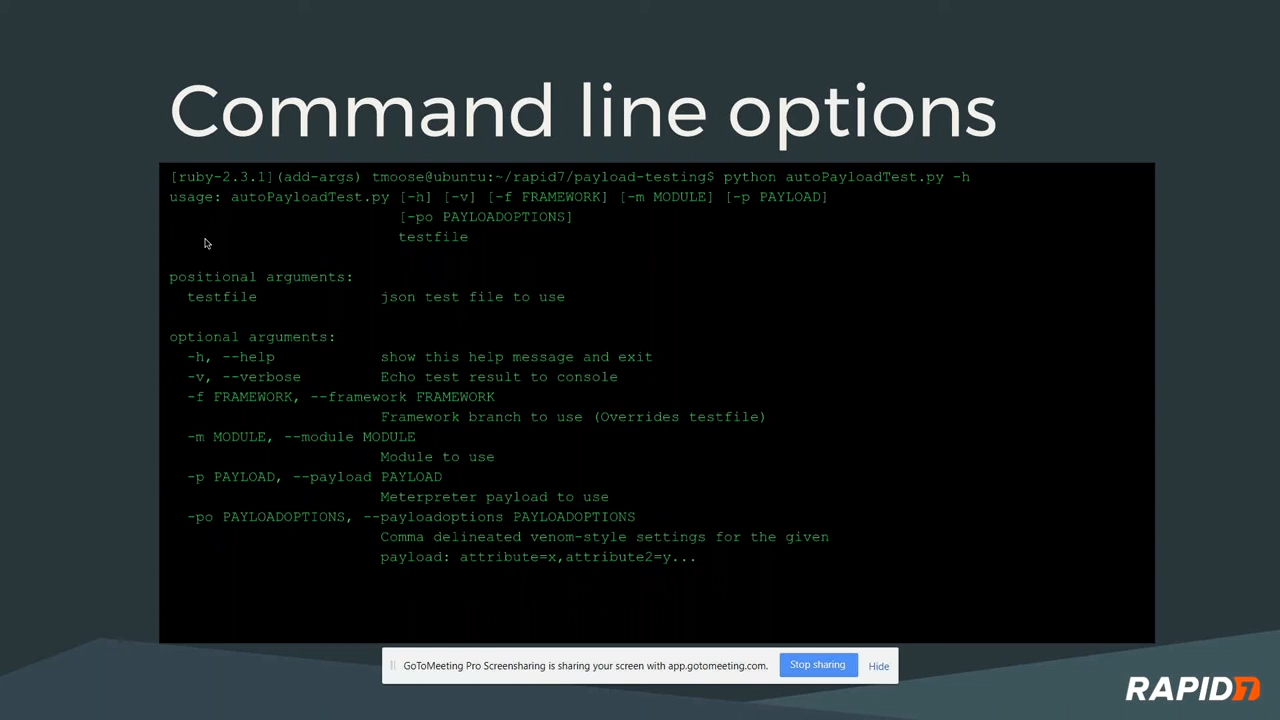 Command line options
[ruby-2.3.1](add-args) tmoose@ubuntu:~/rapid7/payload-testing$ python autoPayloadTest.py -h
usage: autoPayloadTest.py [-h] [-v] [-f FRAMEWORK] [-m MODULE] [-p PAYLOAD]
[-po PAYLOADOPTIONS]
testfile
positional arguments:
testfile json test file to use
optional arguments:
-h, --help show this help message and exit
-v, --verbose Echo test result to console
-f FRAMEWORK, --framework FRAMEWORK
Framework branch to use (Overrides testfile)
-m MODULE, --module MODULE
Module to use
-p PAYLOAD, --payload PAYLOAD
Meterpreter payload to use
-po PAYLOADOPTIONS, --payloadoptions PAYLOADOPTIONS
Comma delineated venom-style settings for the given
payload: attribute=x,attribute2=y...
GoToMeeting Pro Screensharing is sharing your screen with app.gotomeeting.com. Stop sharing Hide
RAPID7